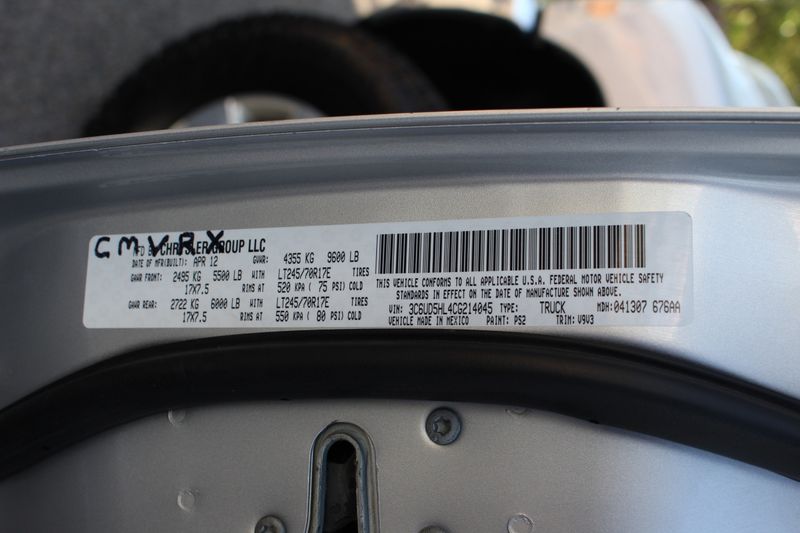 CMVRX
MFD BY CHRYSLER GROUP LLC
DATE OF MFR(BUILT): APR 12 GVWR: 4355 KG 9600 LB
GAWR FRONT: 2495 KG 5500 LB WITH LT245/70R17E TIRES
17X7.5 RIMS AT 520 KPA ( 75 PSI) COLD
GAWR REAR: 2722 KG 6000 LB WITH LT245/70R17E TIRES
17X7.5 RIMS AT 550 KPA ( 80 PSI) COLD
THIS VEHICLE CONFORMS TO ALL APPLICABLE U.S.A. FEDERAL MOTOR VEHICLE SAFETY
STANDARDS IN EFFECT ON THE DATE OF MANUFACTURE SHOWN ABOVE.
VIN: 3C6UD5HL4CG214045 TYPE: TRUCK MDH: 041307 676AA
VEHICLE MADE IN MEXICO PAINT: PS2 TRIM: V9V3